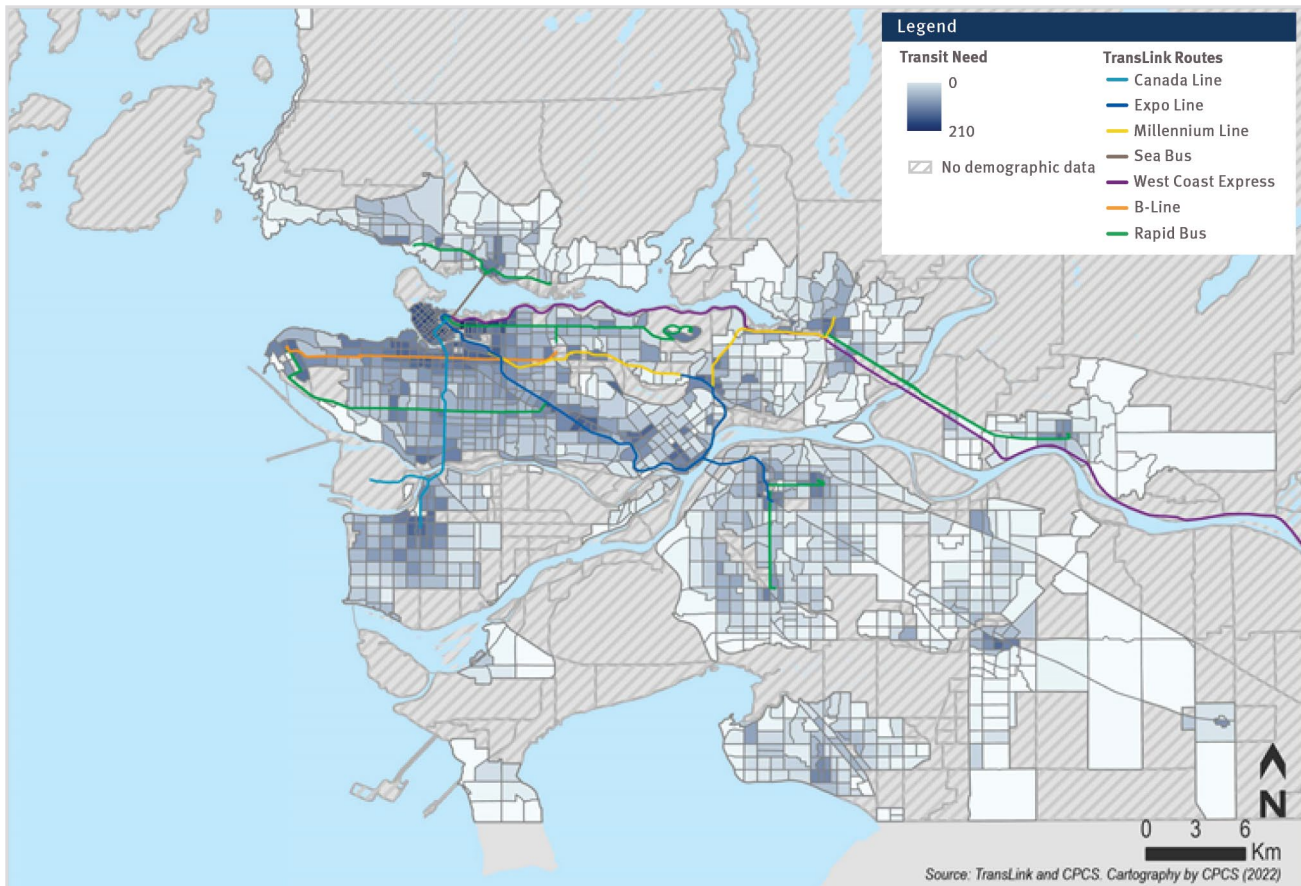 Legend
Transit Need
0
210
No demographic data
TransLink Routes
Canada Line
Expo Line
Millennium Line
Sea Bus
West Coast Express
B-Line
Rapid Bus
N
0 3 6
Km
Source: TransLink and CPCS. Cartography by CPCS (2022)